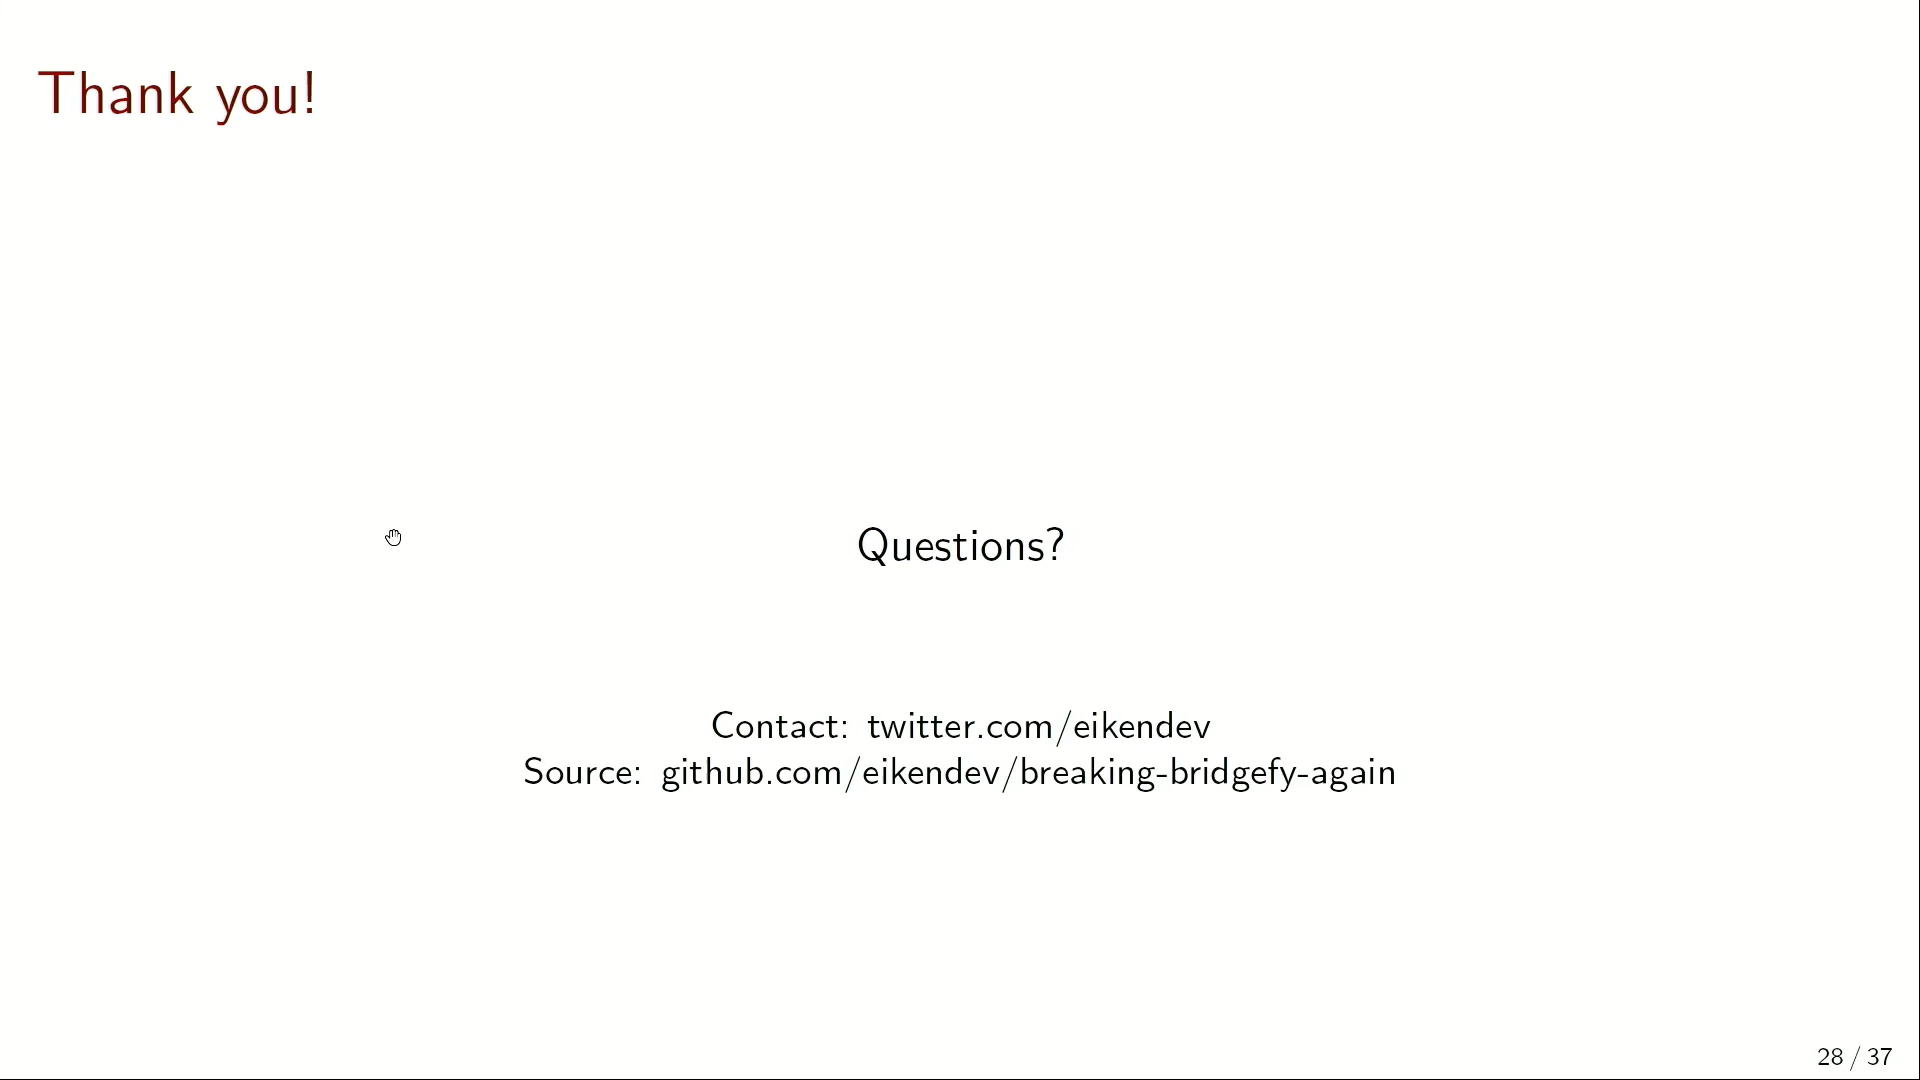 Thank you!
Questions?
Contact: twitter.com/eikendev
Source: github.com/eikendev/breaking-bridgefy-again
28 / 37